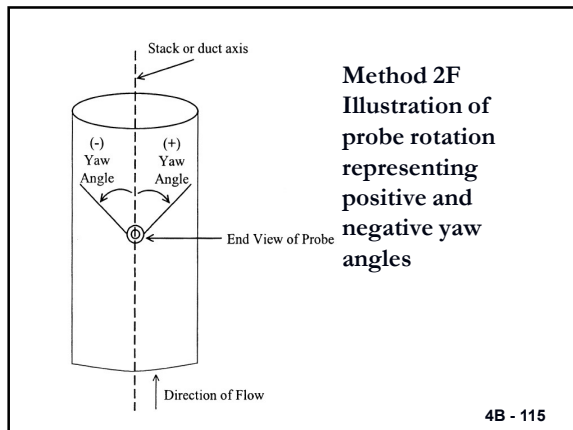 Stack or duct axis
Method 2F
Illustration of
probe rotation
representing
positive and
negative yaw
angles
(-)
Yaw
Angle
(+)
Yaw
Angle
End View of Probe
Direction of Flow
4B - 115